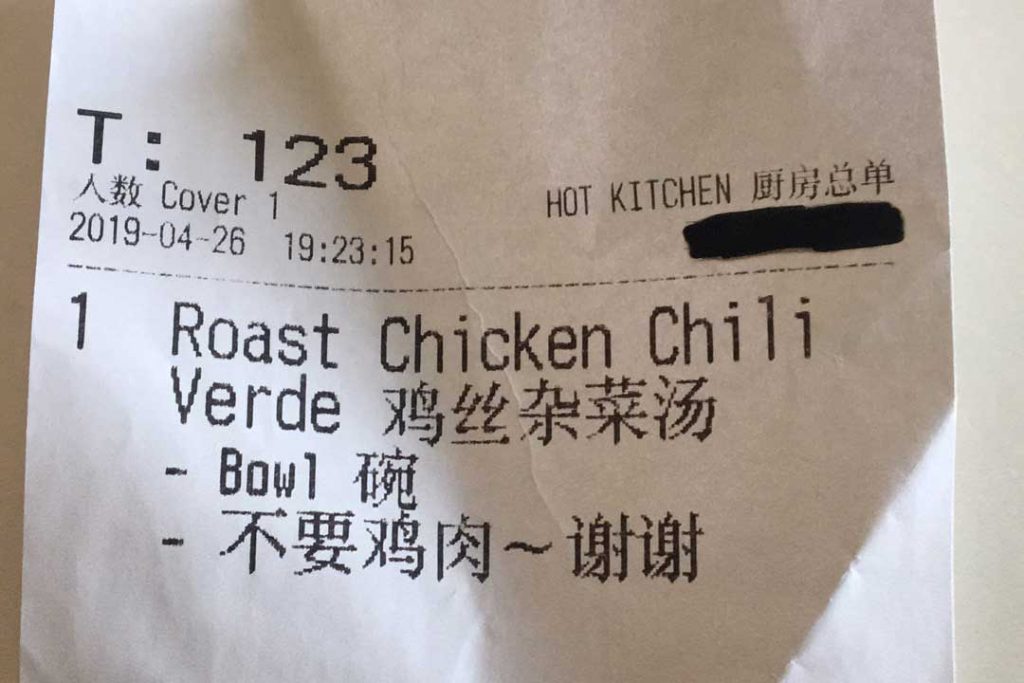 T: 123
人数 Cover 1
HOT KITCHEN 厨房总单
2019-04-26 19:23:15
1 Roast Chicken Chili
Verde 鸡丝杂菜汤
- Bowl 碗
- 不要鸡肉~谢谢